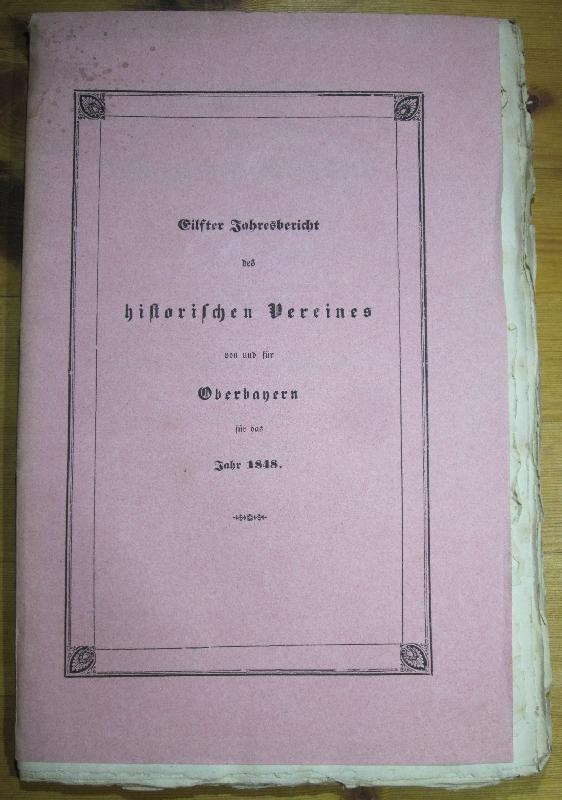 Eilfter Jahresbericht
des
historischen Vereines
von und für
Oberbayern
für das
Jahr 1848.